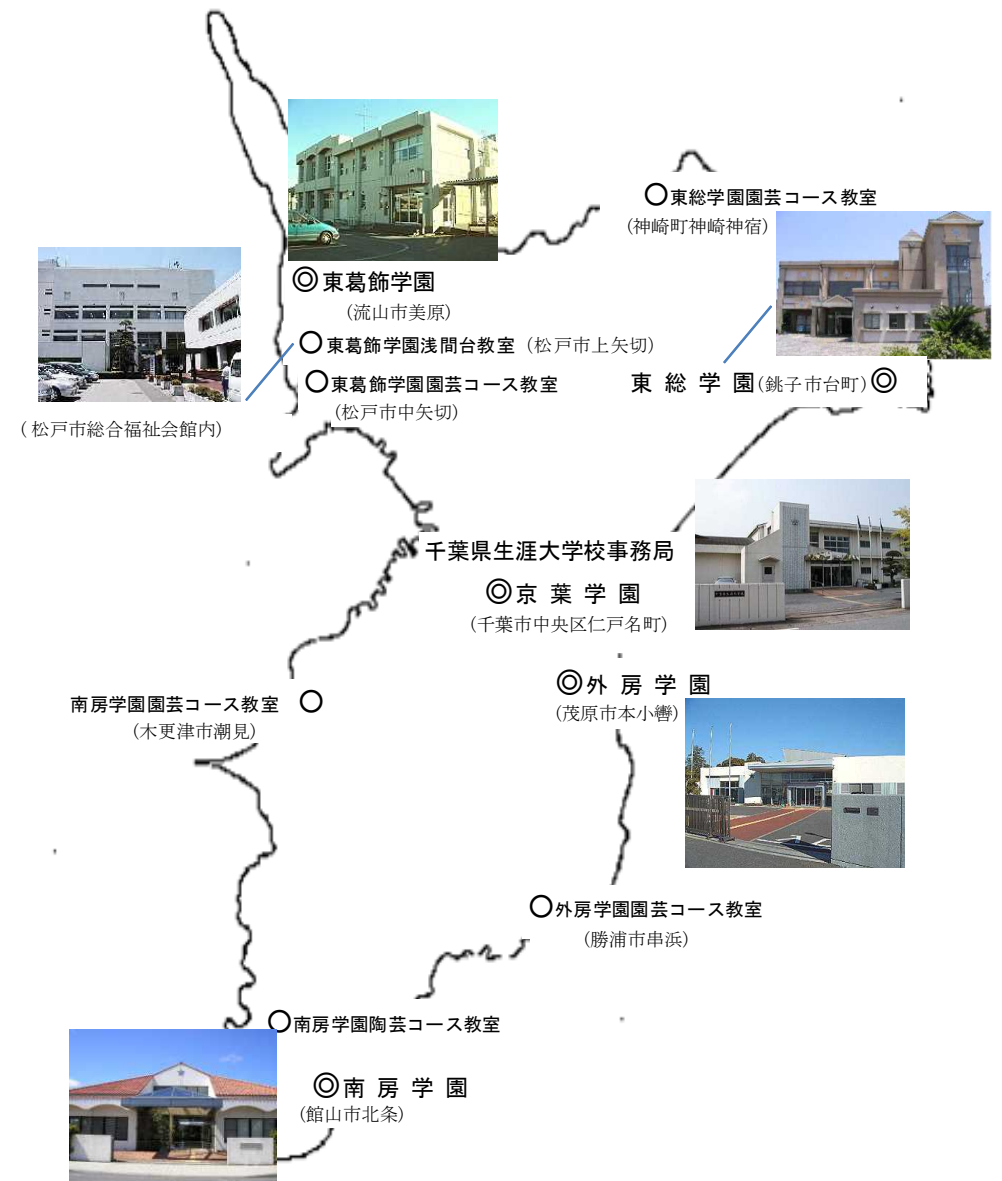 ○東総学園園芸コース教室
(神崎町神崎神宿)
◎東葛飾学園
(流山市美原)
○東葛飾学園浅間台教室(松戸市上矢切)
○東葛飾学園園芸コース教室
(松戸市中矢切)
東総学園(銚子市台町)◎
(松戸市総合福祉会館内)
千葉県生涯大学校事務局
◎京葉学園
(千葉市中央区仁戸名町)
◎外房学園
(茂原市本小轡)
南房学園園芸コース教室 ○
(木更津市潮見)
○外房学園園芸コース教室
(勝浦市串浜)
○南房学園陶芸コース教室
◎南房学園
(館山市北条)